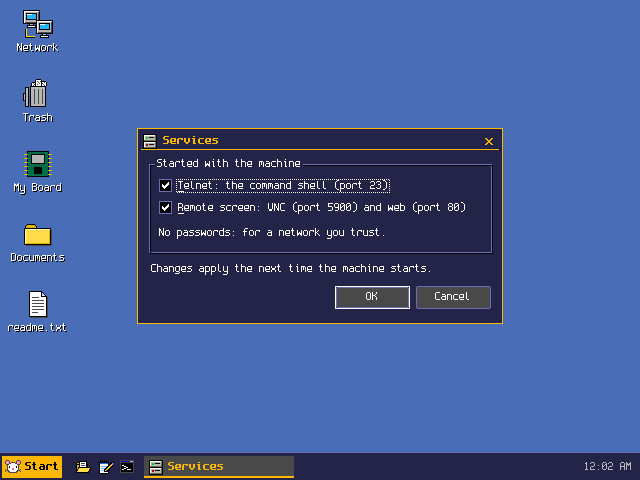 Network
Trash
My Board
Documents
readme.txt
Services
Started with the machine
Telnet: the command shell (port 23)
Remote screen: VNC (port 5900) and web (port 80)
No passwords: for a network you trust.
Changes apply the next time the machine starts.
OK
Cancel
Start
Services
12:02 AM